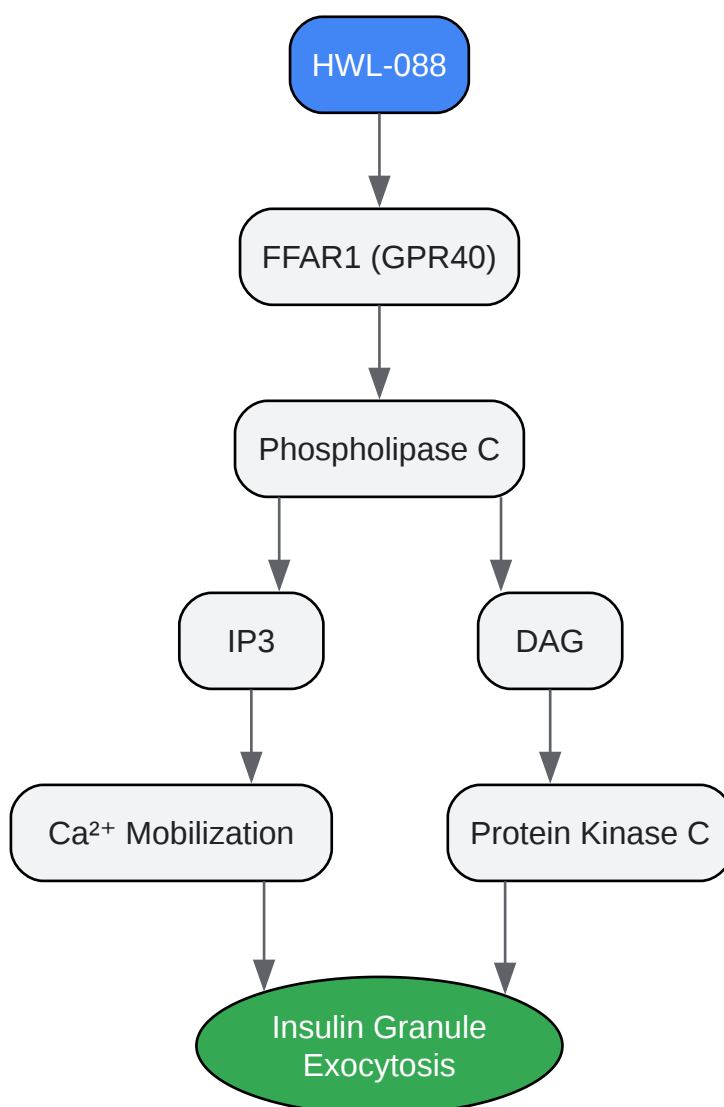 HWL-088
FFAR1 (GPR40)
Phospholipase C
IP3
DAG
Ca²⁺ Mobilization
Protein Kinase C
Insulin Granule
Exocytosis